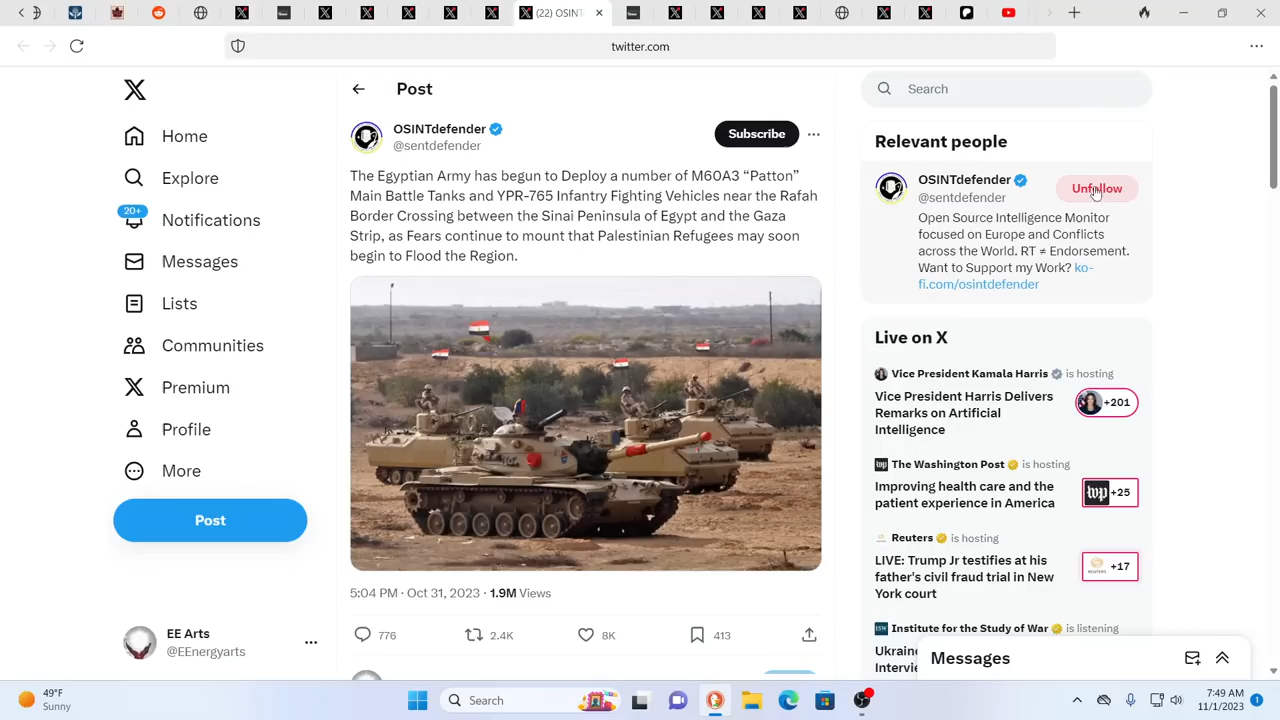 (22) OSINT
twitter.com
Post
Search
Home
Explore
20+
Notifications
Messages
Lists
Communities
Premium
Profile
More
Post
EE Arts
@EEnergyarts
OSINTdefender
@sentdefender
Subscribe
The Egyptian Army has begun to Deploy a number of M60A3 “Patton”
Main Battle Tanks and YPR-765 Infantry Fighting Vehicles near the Rafah
Border Crossing between the Sinai Peninsula of Egypt and the Gaza
Strip, as Fears continue to mount that Palestinian Refugees may soon
begin to Flood the Region.
5:04 PM · Oct 31, 2023 · 1.9M Views
776 2.4K 8K 413
Relevant people
OSINTdefender
@sentdefender
Unfollow
Open Source Intelligence Monitor
focused on Europe and Conflicts
across the World. RT ≠ Endorsement.
Want to Support my Work? ko-
fi.com/osintdefender
Live on X
Vice President Kamala Harris is hosting
Vice President Harris Delivers
Remarks on Artificial
Intelligence
+201
The Washington Post is hosting
Improving health care and the
patient experience in America
wp +25
Reuters is hosting
LIVE: Trump Jr testifies at his
father's civil fraud trial in New
York court
REUTERS +17
ISW Institute for the Study of War is listening
Ukraine
Intervie
Messages
49°F
Sunny
Search
7:49 AM
11/1/2023
1